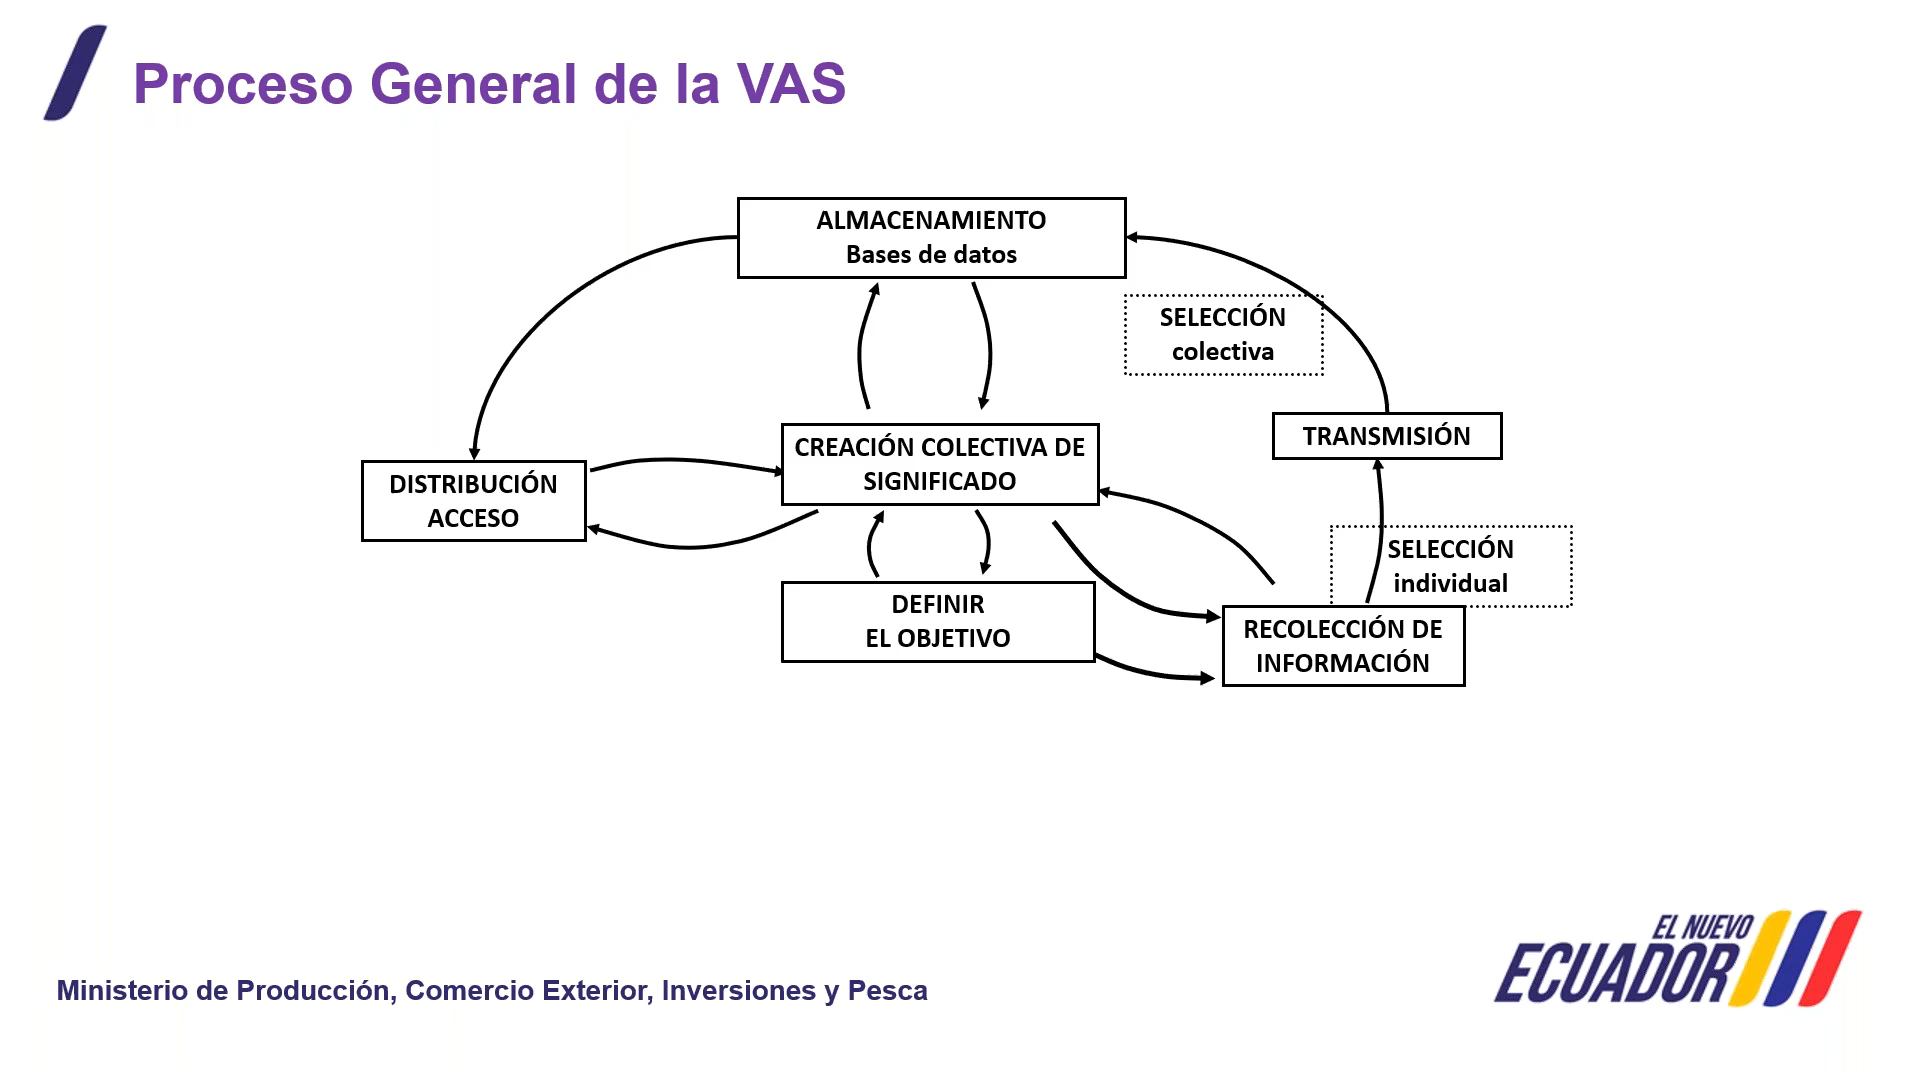 Proceso General de la VAS
ALMACENAMIENTO
Bases de datos
SELECCIÓN
colectiva
TRANSMISIÓN
CREACIÓN COLECTIVA DE
SIGNIFICADO
DISTRIBUCIÓN
ACCESO
SELECCIÓN
individual
DEFINIR
EL OBJETIVO
RECOLECCIÓN DE
INFORMACIÓN
EL NUEVO
ECUADOR
Ministerio de Producción, Comercio Exterior, Inversiones y Pesca